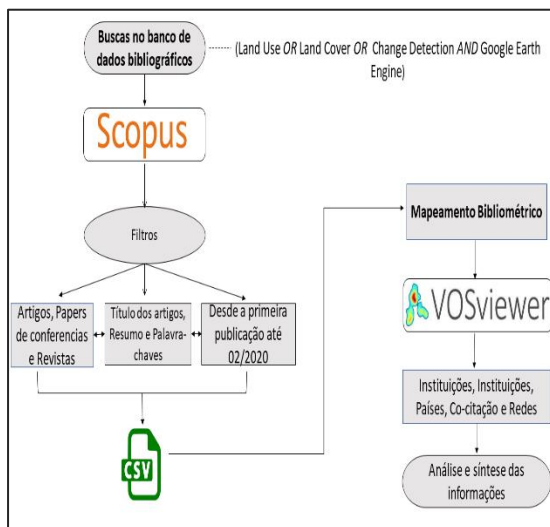 Buscas no banco de
dados bibliográficos
(Land Use OR Land Cover OR Change Detection AND Google Earth
Engine)
Scopus
Filtros
Artigos, Papers
de conferencias
e Revistas
Título dos artigos,
Resumo e Palavra-
chaves
Desde a primeira
publicação até
02/2020
CSV
Mapeamento Bibliométrico
VOSviewer
Instituições, Instituições,
Países, Co-citação e Redes
Análise e síntese das
informações